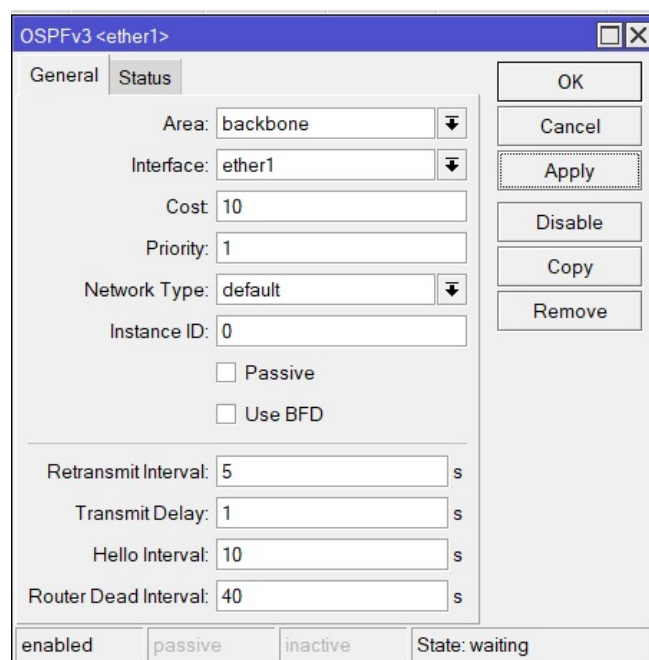 OSPFv3 <ether1>
General Status
Area: backbone
Interface: ether1
Cost: 10
Priority: 1
Network Type: default
Instance ID: 0
Passive
Use BFD
Retransmit Interval: 5 s
Transmit Delay: 1 s
Hello Interval: 10 s
Router Dead Interval: 40 s
OK
Cancel
Apply
Disable
Copy
Remove
enabled passive inactive State: waiting